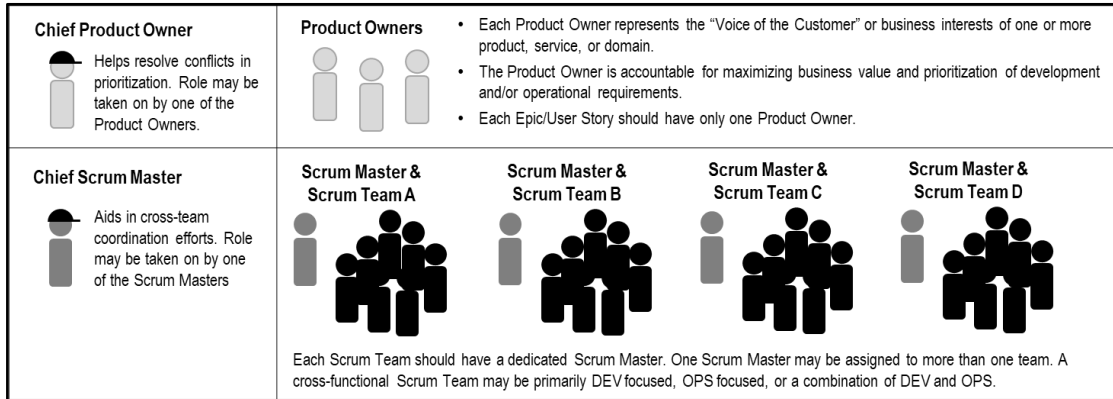 Chief Product Owner
Helps resolve conflicts in
prioritization. Role may be
taken on by one of the
Product Owners.
Product Owners
• Each Product Owner represents the “Voice of the Customer” or business interests of one or more
product, service, or domain.
• The Product Owner is accountable for maximizing business value and prioritization of development
and/or operational requirements.
• Each Epic/User Story should have only one Product Owner.
Chief Scrum Master
Aids in cross-team
coordination efforts. Role
may be taken on by one
of the Scrum Masters
Scrum Master &
Scrum Team A
Scrum Master &
Scrum Team B
Scrum Master &
Scrum Team C
Scrum Master &
Scrum Team D
Each Scrum Team should have a dedicated Scrum Master. One Scrum Master may be assigned to more than one team. A
cross-functional Scrum Team may be primarily DEV focused, OPS focused, or a combination of DEV and OPS.